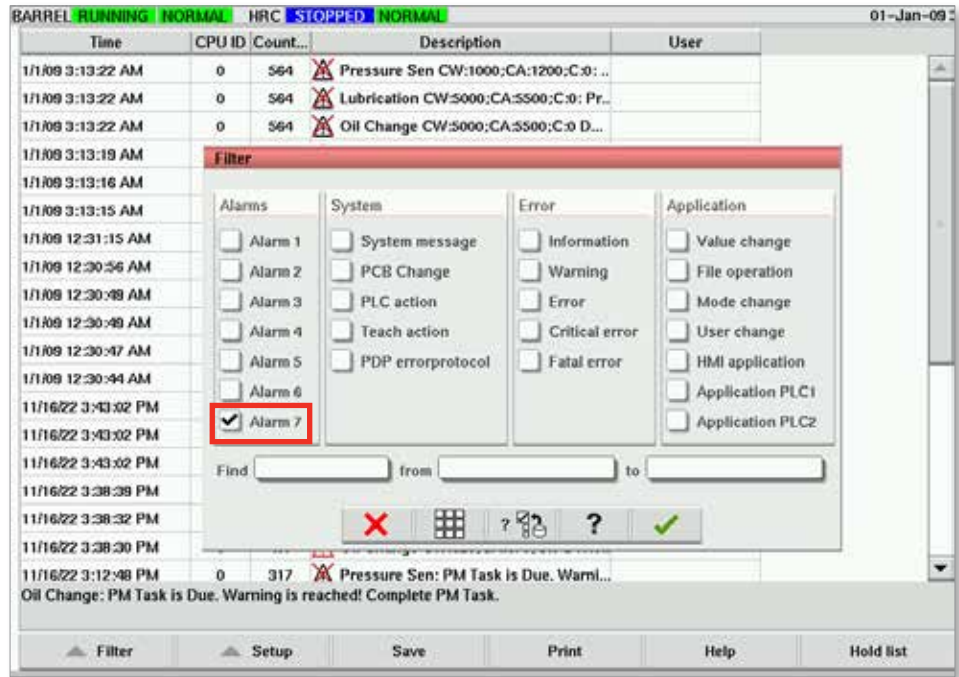 BARREL RUNNING NORMAL HRC STOPPED NORMAL 01-Jan-09
Time CPU ID Count... Description User
1/1/09 3:13:22 AM 0 564 Pressure Sen CW:1000;CA:1200;C:0: ..
1/1/09 3:13:22 AM 0 564 Lubrication CW:5000;CA:5500;C:0: Pr..
1/1/09 3:13:22 AM 0 564 Oil Change CW:5000;CA:5500;C:0 D...
1/1/09 3:13:19 AM
1/1/09 3:13:16 AM
1/1/09 3:13:15 AM
1/1/09 12:31:15 AM
1/1/09 12:30:56 AM
1/1/09 12:30:49 AM
1/1/09 12:30:49 AM
1/1/09 12:30:47 AM
1/1/09 12:30:44 AM
11/16/22 3:43:02 PM
11/16/22 3:43:02 PM
11/16/22 3:43:02 PM
11/16/22 3:38:39 PM
11/16/22 3:38:32 PM
11/16/22 3:38:30 PM
11/16/22 3:12:48 PM 0 317 Pressure Sen: PM Task is Due. Warni...
Filter
Alarms System Error Application
Alarm 1 System message Information Value change
Alarm 2 PCB Change Warning File operation
Alarm 3 PLC action Error Mode change
Alarm 4 Teach action Critical error User change
Alarm 5 PDP errorprotocol Fatal error HMI application
Alarm 6 Application PLC1
Alarm 7 Application PLC2
Find from to
? ?
Oil Change: PM Task is Due. Warning is reached! Complete PM Task.
Filter Setup Save Print Help Hold list